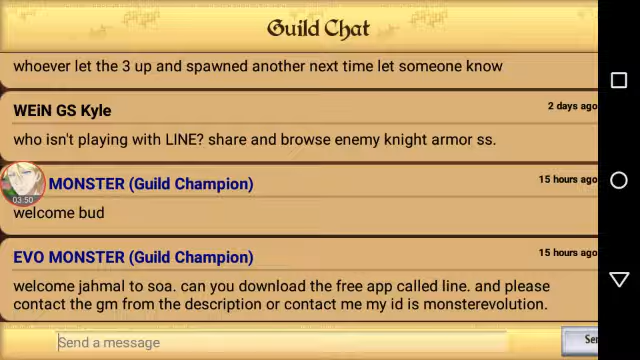 Guild Chat
whoever let the 3 up and spawned another next time let someone know
WEiN GS Kyle
2 days ago
who isn't playing with LINE? share and browse enemy knight armor ss.
MONSTER (Guild Champion)
15 hours ago
03:50
welcome bud
EVO MONSTER (Guild Champion)
15 hours ago
welcome jahmal to soa. can you download the free app called line. and please
contact the gm from the description or contact me my id is monsterevolution.
Send a message
Sen